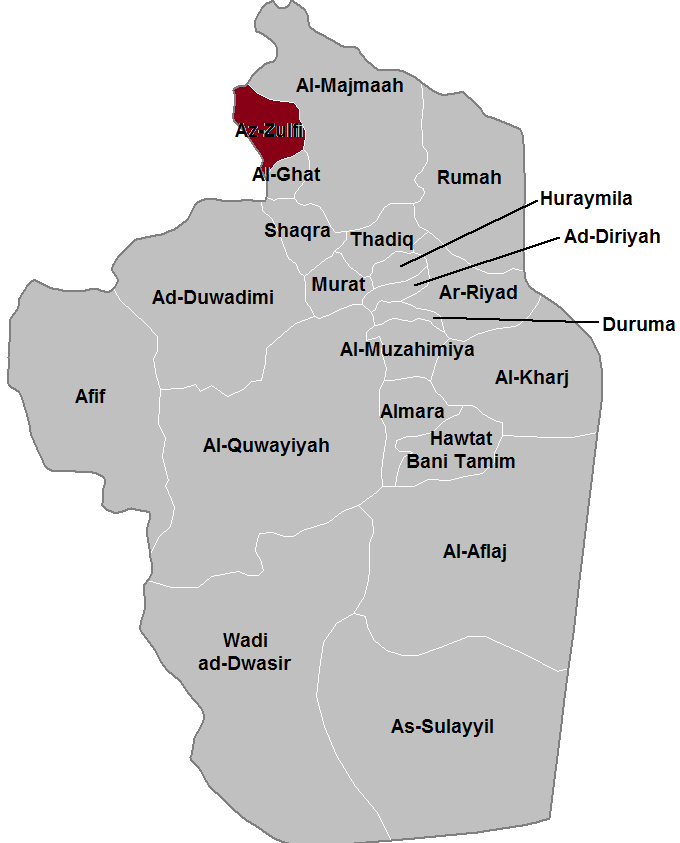 Al-Majmaah
Az-Zulfi
Al-Ghat
Rumah
Huraymila
Shaqra
Thadiq
Ad-Diriyah
Murat
Ar-Riyad
Ad-Duwadimi
Duruma
Al-Muzahimiya
Al-Kharj
Afif
Almara
Al-Quwayiyah
Hawtat
Bani Tamim
Al-Aflaj
Wadi
ad-Dwasir
As-Sulayyil